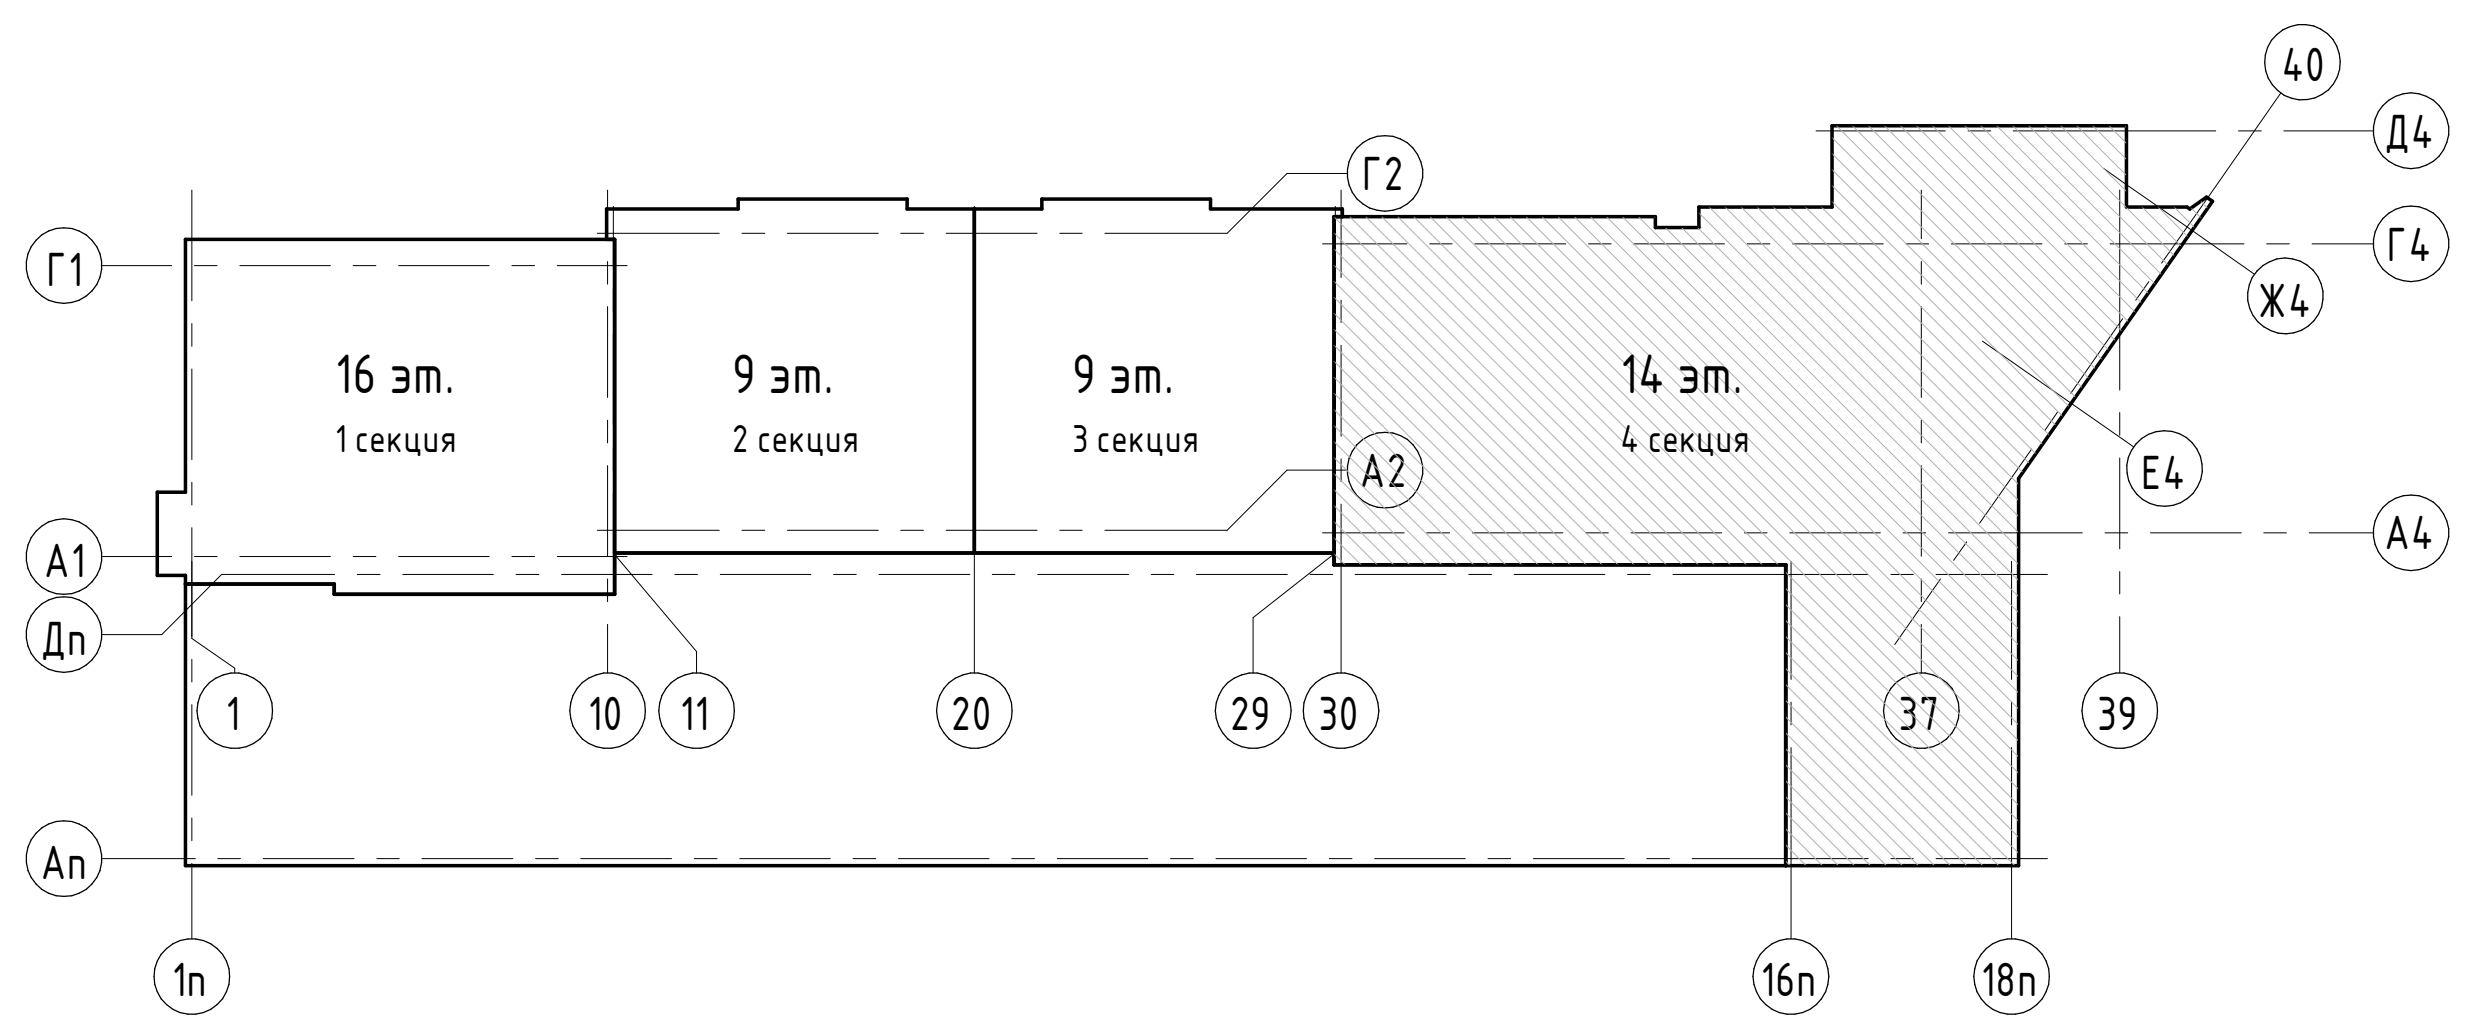 40
Д4
Г2
Г4
Г1
Ж4
16 эт.
9 эт.
9 эт.
14 эт.
1 секция
2 секция
3 секция
4 секция
А2
Е4
А1
А4
Дп
1
10
11
20
29
30
37
39
Ап
1п
16п
18п